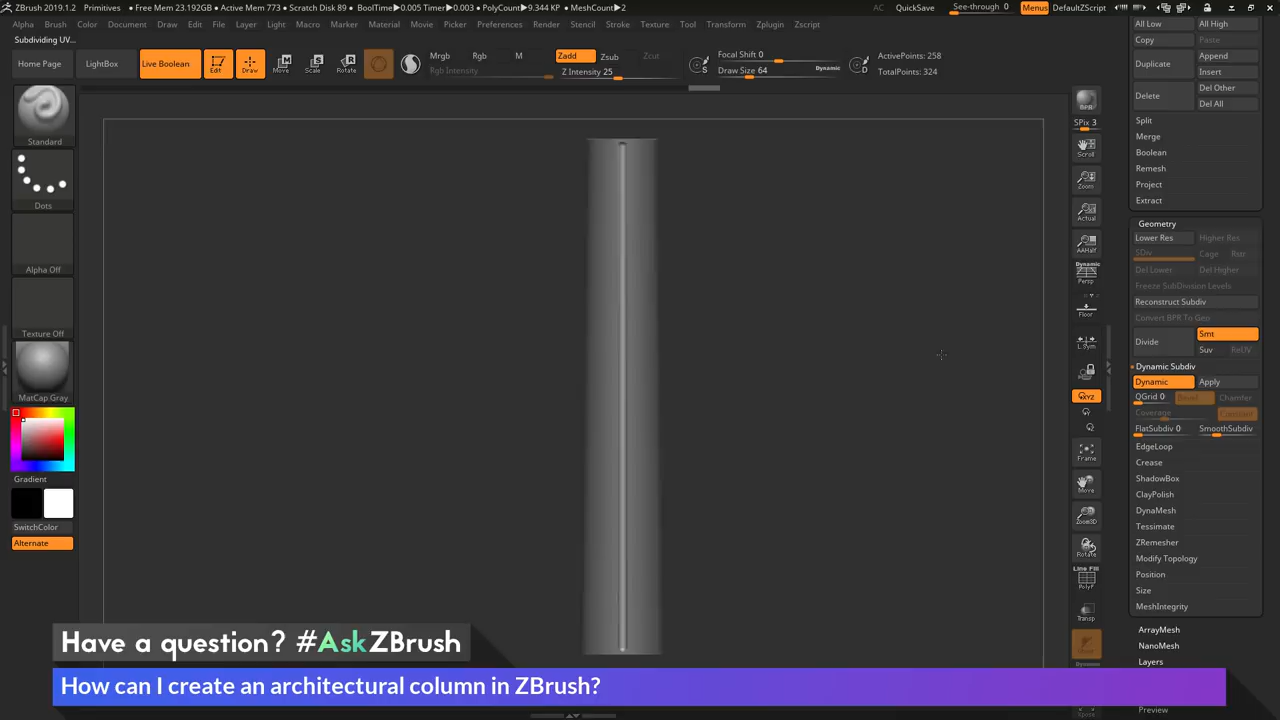 ZBrush 2019.1.2 Primitives • Free Mem 23.192GB • Active Mem 773 • Scratch Disk 89 • BoolTime▶0.005 Timer▶0.003 • PolyCount▶9.344 KP • MeshCount▶2 AC QuickSave See-through 0 Menus DefaultZScript
Alpha Brush Color Document Draw Edit File Layer Light Macro Marker Material Movie Picker Preferences Render Stencil Stroke Texture Tool Transform Zplugin Zscript
Subdividing UV...
Home Page LightBox Live Boolean Edit Draw Move Scale Rotate
Mrgb Rgb M Zadd Zsub Zcut
Rgb Intensity Z Intensity 25
Focal Shift 0
Draw Size 64 Dynamic
S D
ActivePoints: 258
TotalPoints: 324
Standard
Dots
Alpha Off
Texture Off
MatCap Gray
Gradient
SwitchColor
Alternate
BPR
SPix 3
Scroll
Zoom
Actual
AAHalf
Dynamic
Persp
Floor
L.Sym
XYZ
Frame
Move
Zoom3D
Rotate
Line Fill
PolyF
Transp
Dynamic
All Low All High
Copy Paste
Duplicate Append
Insert
Delete Del Other
Del All
Split
Merge
Boolean
Remesh
Project
Extract
Geometry
Lower Res Higher Res
SDiv Cage Rstr
Del Lower Del Higher
Freeze SubDivision Levels
Reconstruct Subdiv
Convert BPR To Geo
Divide Smt
Suv ReUV
Dynamic Subdiv
Dynamic Apply
QGrid 0 Bevel Chamfer
Coverage Constant
FlatSubdiv 0 SmoothSubdiv
EdgeLoop
Crease
ShadowBox
ClayPolish
DynaMesh
Tessimate
ZRemesher
Modify Topology
Position
Size
MeshIntegrity
ArrayMesh
NanoMesh
Layers
Preview
Have a question? #AskZBrush
How can I create an architectural column in ZBrush?